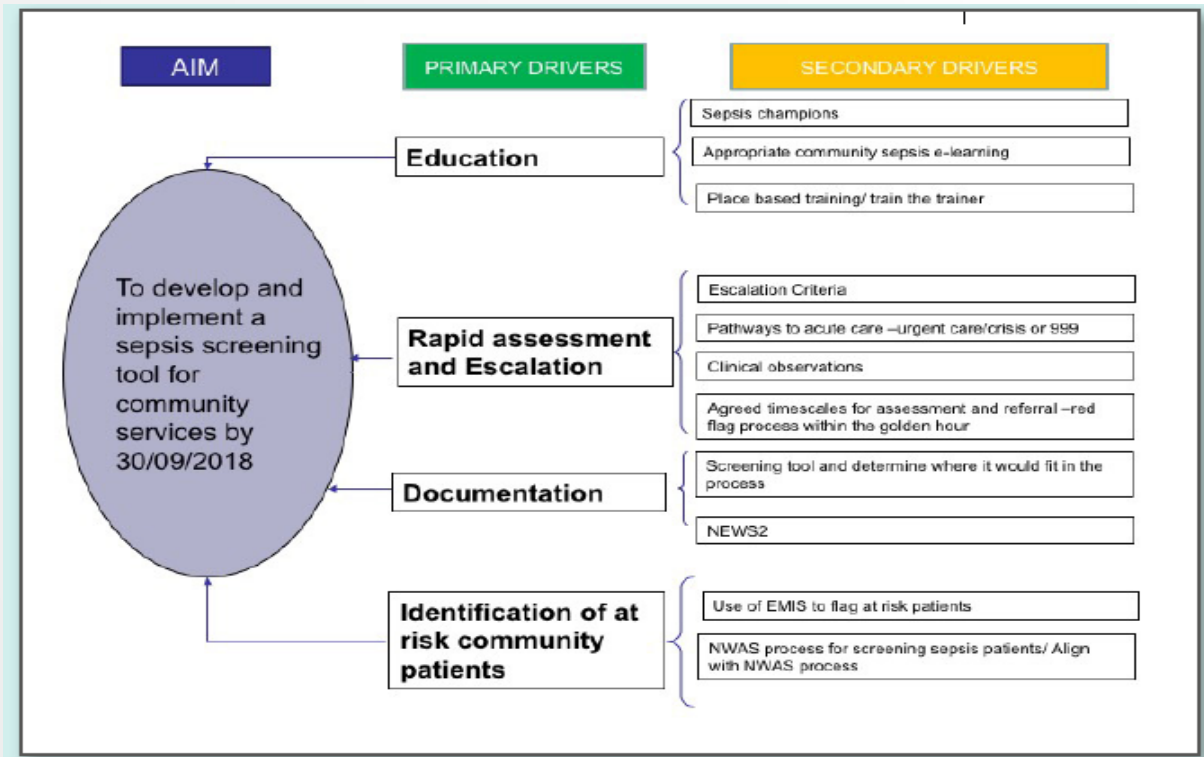 AIM
PRIMARY DRIVERS
SECONDARY DRIVERS
To develop and
implement a
sepsis screening
tool for
community
services by
30/09/2018
Education
Sepsis champions
Appropriate community sepsis e-learning
Place based training/ train the trainer
Rapid assessment
and Escalation
Escalation Criteria
Pathways to acute care –urgent care/crisis or 999
Clinical observations
Agreed timescales for assessment and referral –red
flag process within the golden hour
Documentation
Screening tool and determine where it would fit in the
process
NEWS2
Identification of at
risk community
patients
Use of EMIS to flag at risk patients
NWAS process for screening sepsis patients/ Align
with NWAS process